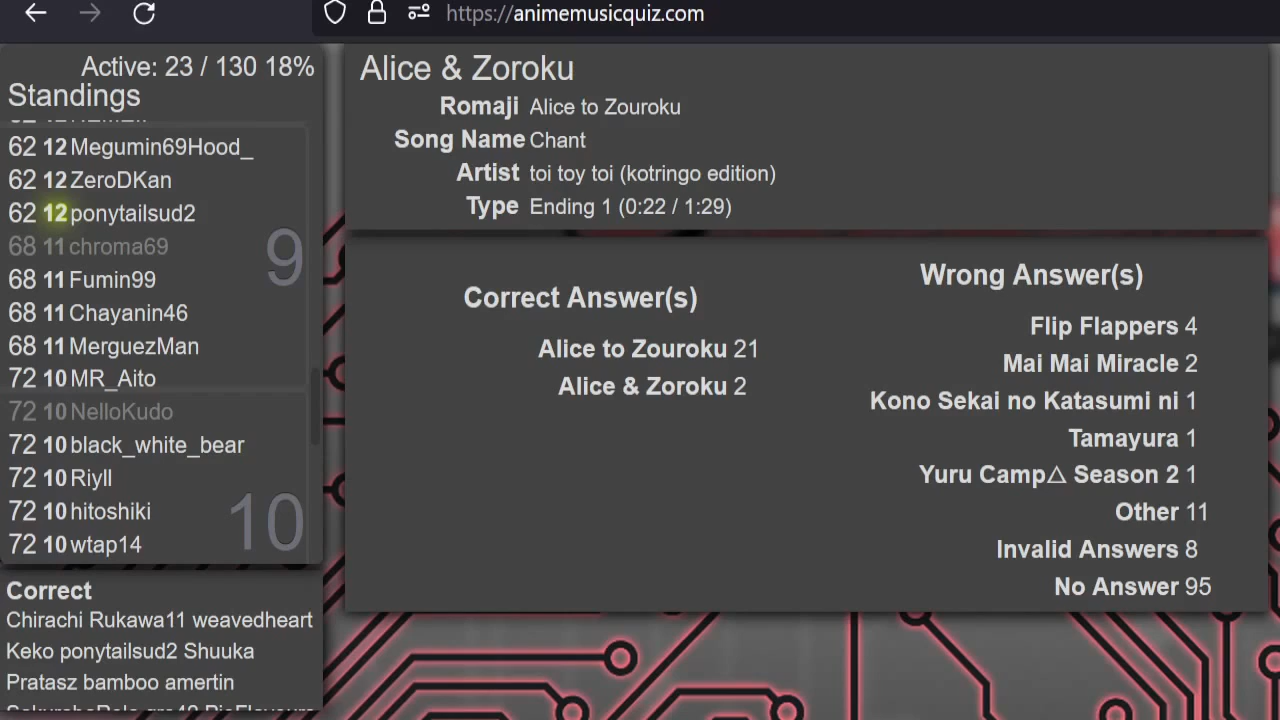 https://animemusicquiz.com
Active: 23 / 130 18%
Standings
62 12 Megumin69Hood_
62 12 ZeroDKan
62 12 ponytailsud2
68 11 chroma69
9
68 11 Fumin99
68 11 Chayanin46
68 11 MerguezMan
72 10 MR_Aito
72 10 NelloKudo
72 10 black_white_bear
72 10 Riyll
72 10 hitoshiki
10
72 10 wtap14
Correct
Chirachi Rukawa11 weavedheart
Keko ponytailsud2 Shuuka
Pratasz bamboo amertin
Alice & Zoroku
Romaji Alice to Zouroku
Song Name Chant
Artist toi toy toi (kotringo edition)
Type Ending 1 (0:22 / 1:29)
Correct Answer(s)
Alice to Zouroku 21
Alice & Zoroku 2
Wrong Answer(s)
Flip Flappers 4
Mai Mai Miracle 2
Kono Sekai no Katasumi ni 1
Tamayura 1
Yuru Camp△ Season 2 1
Other 11
Invalid Answers 8
No Answer 95